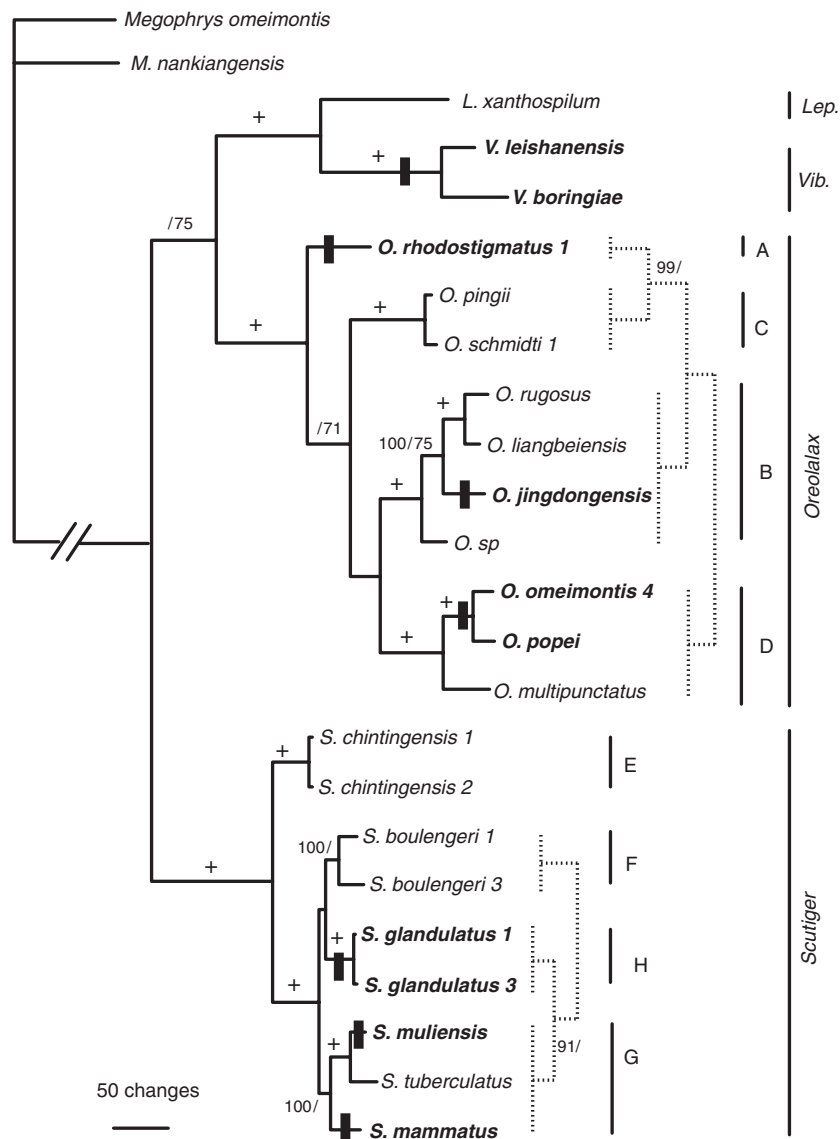 Megophrys omeimontis
M. nankiangensis
L. xanthospilum
Lep.
+
+
V. leishanensis
Vib.
V. boringiae
/75
O. rhodostigmatus 1
A
99/
+
+
O. pingii
C
O. schmidti 1
/71
+
O. rugosus
100/75
O. liangbeiensis
B
Oreolalax
+
O. jingdongensis
O. sp
+
O. omeimontis 4
+
O. popei
D
O. multipunctatus
S. chintingensis 1
+
E
S. chintingensis 2
100/
S. boulengeri 1
F
+
S. boulengeri 3
Scutiger
+
S. glandulatus 1
H
S. glandulatus 3
+
+
S. muliensis
91/
G
S. tuberculatus
50 changes
100/
S. mammatus